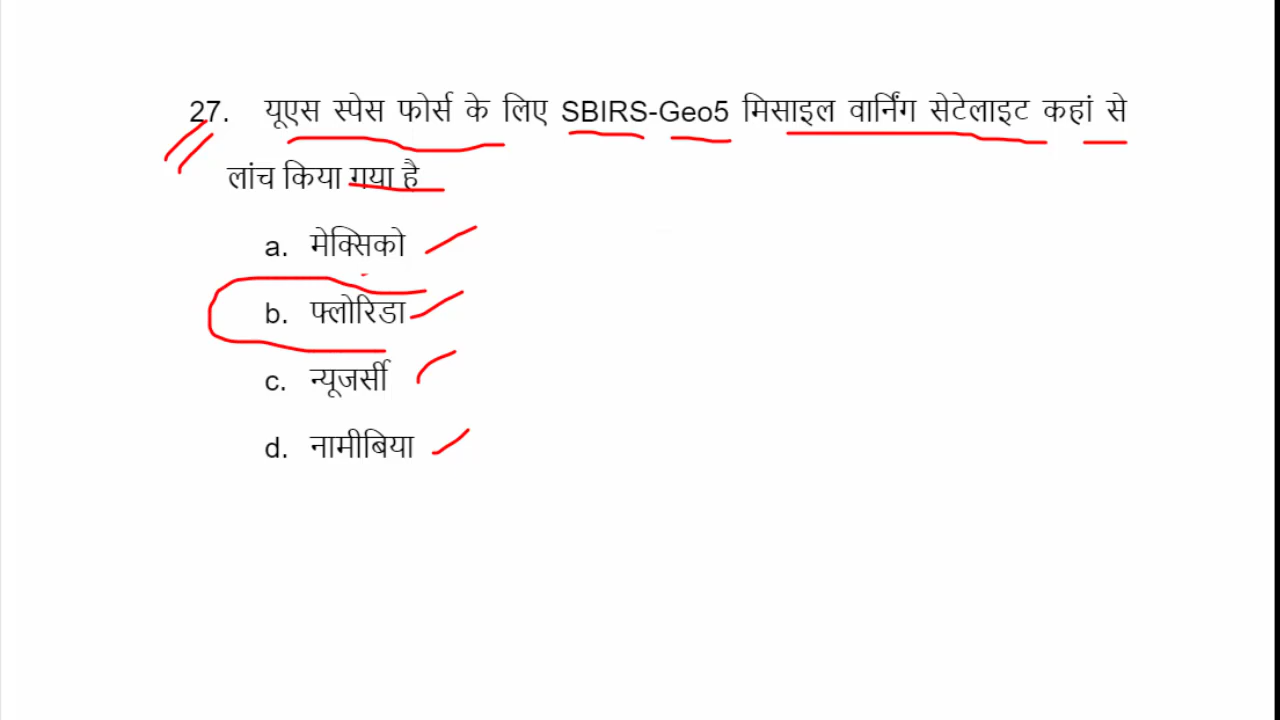 27. यूएस स्पेस फोर्स के लिए SBIRS-Geo5 मिसाइल वार्निंग सेटेलाइट कहां से
लांच किया गया है
a. मेक्सिको
b. फ्लोरिडा
c. न्यूजर्सी
d. नामीबिया